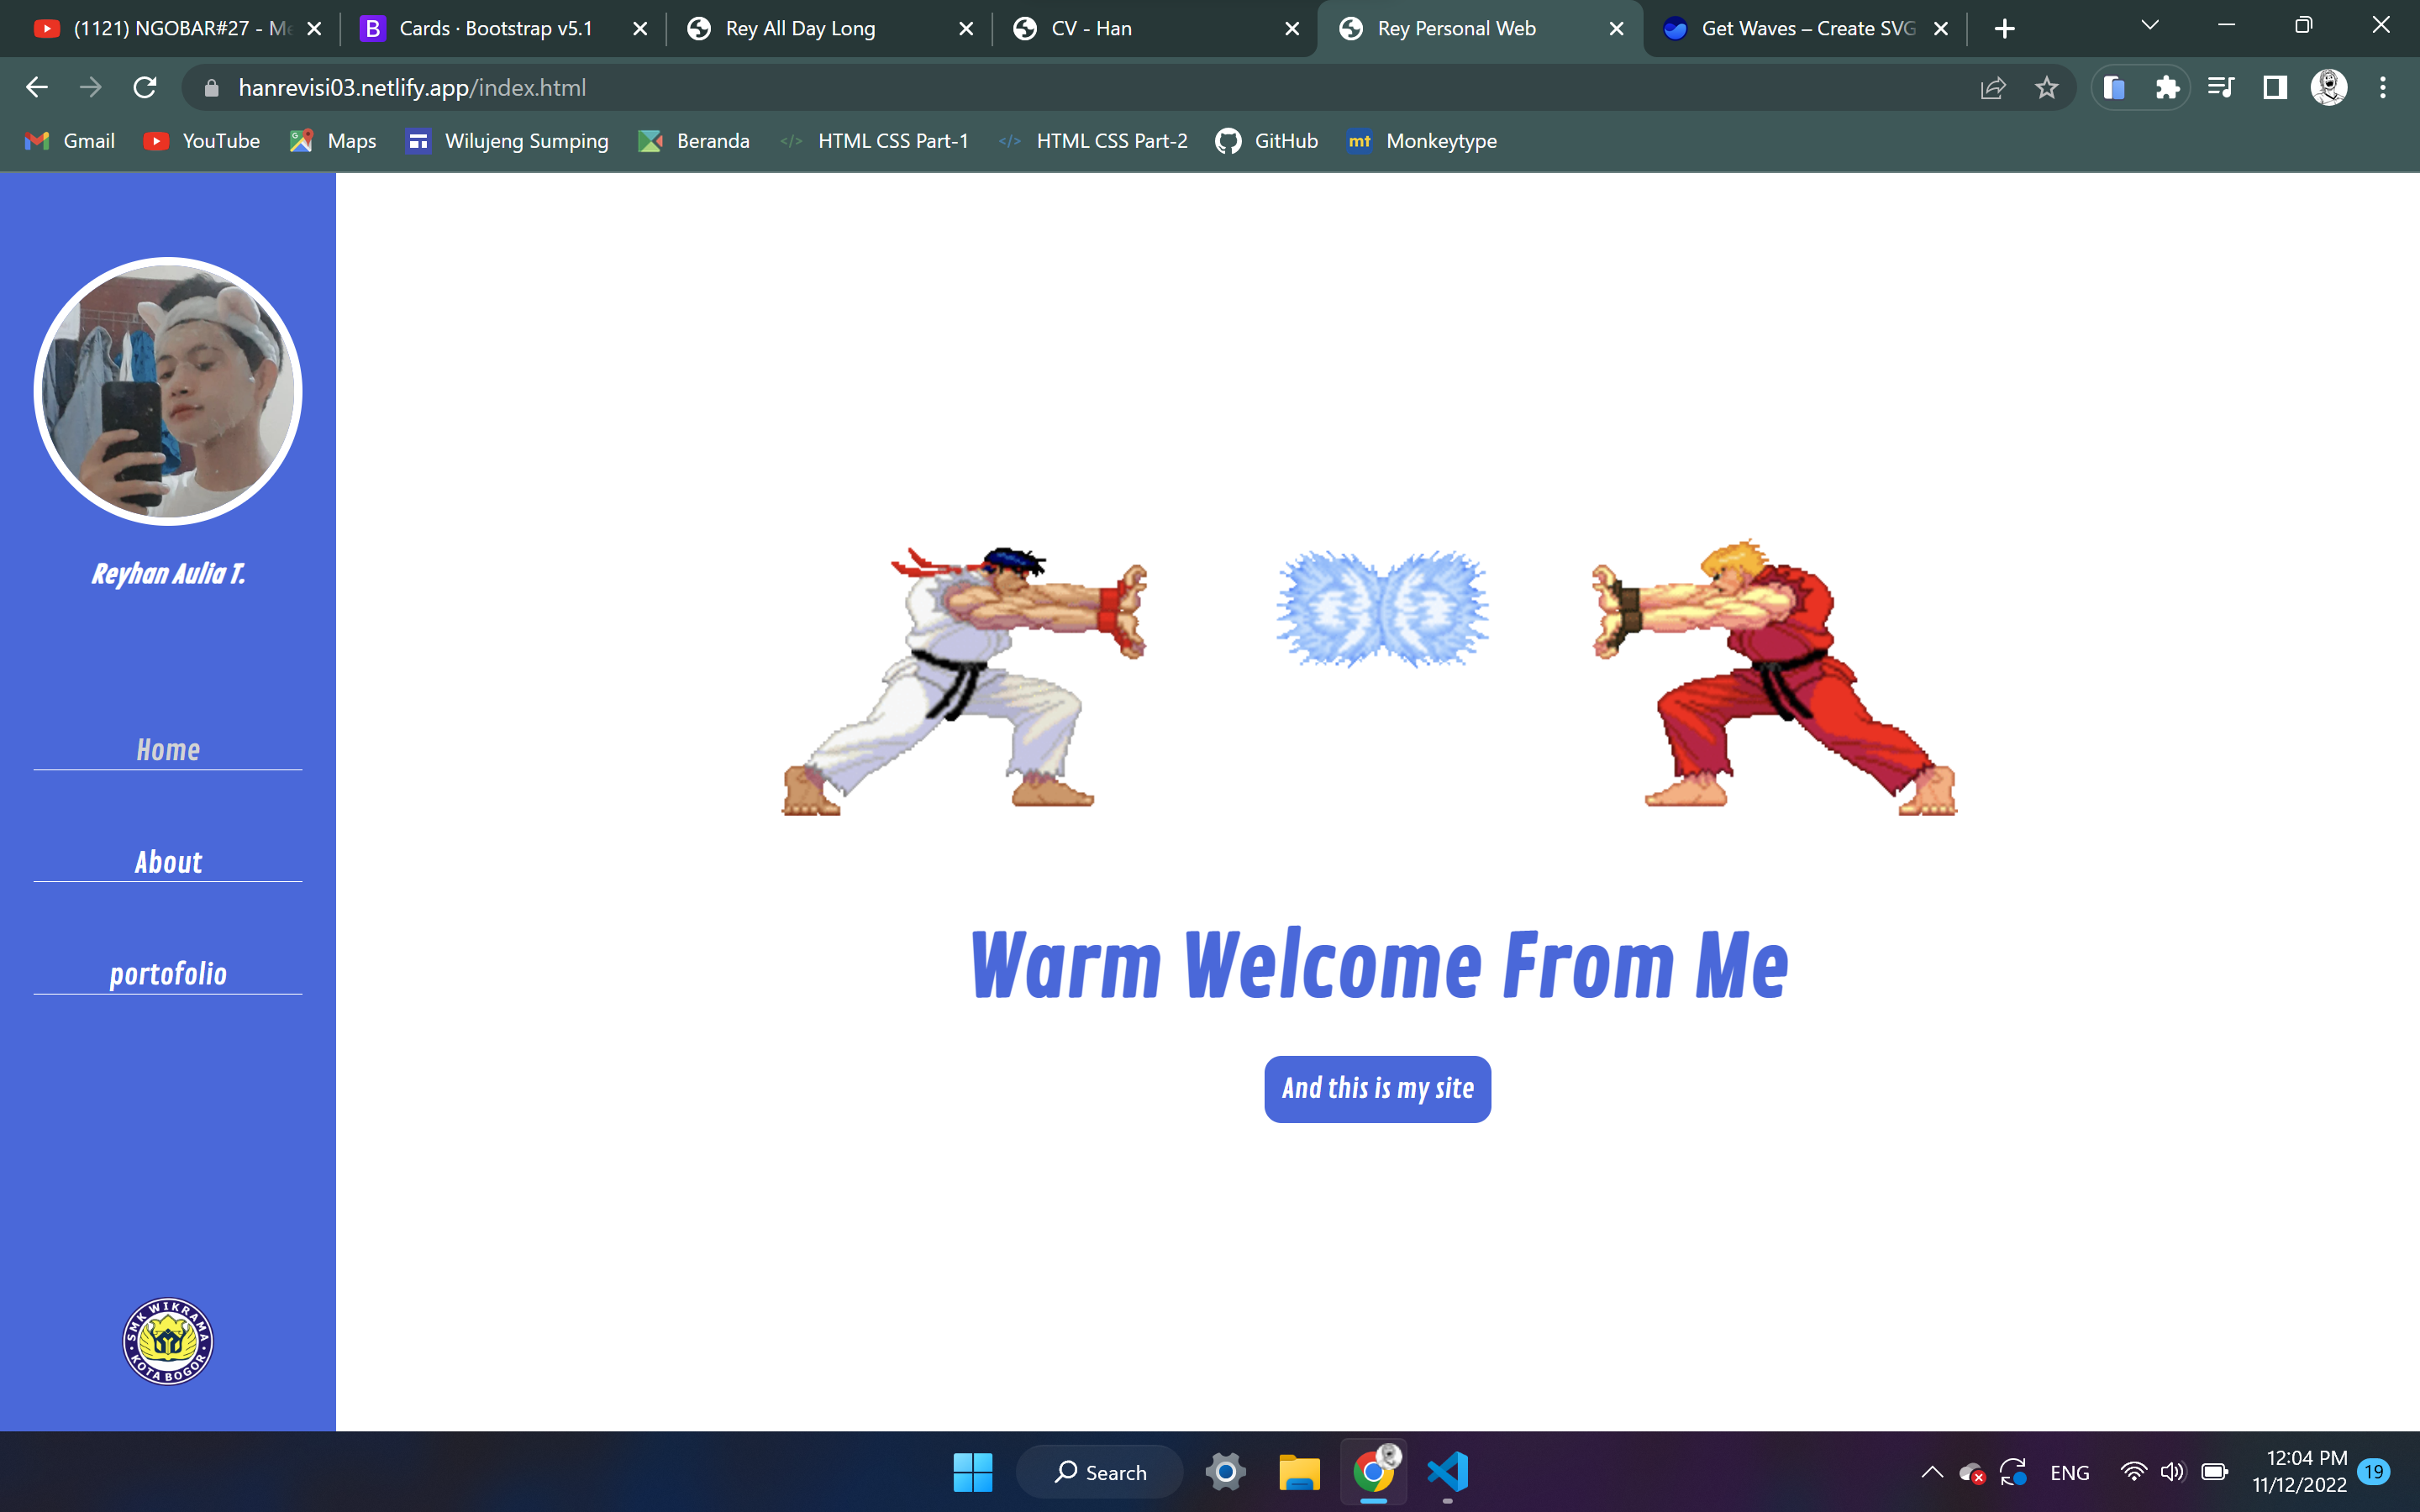 (1121) NGOBAR#27 - Me
Cards · Bootstrap v5.1
Rey All Day Long
CV - Han
Rey Personal Web
Get Waves – Create SVG
hanrevisi03.netlify.app/index.html
Gmail
YouTube
Maps
Wilujeng Sumping
Beranda
HTML CSS Part-1
HTML CSS Part-2
GitHub
mt
Monkeytype
Reyhan Aulia T.
Home
About
portofolio
SMK WIKRAMA
KOTA BOGOR
Warm Welcome From Me
And this is my site
Search
ENG
12:04 PM
11/12/2022
19